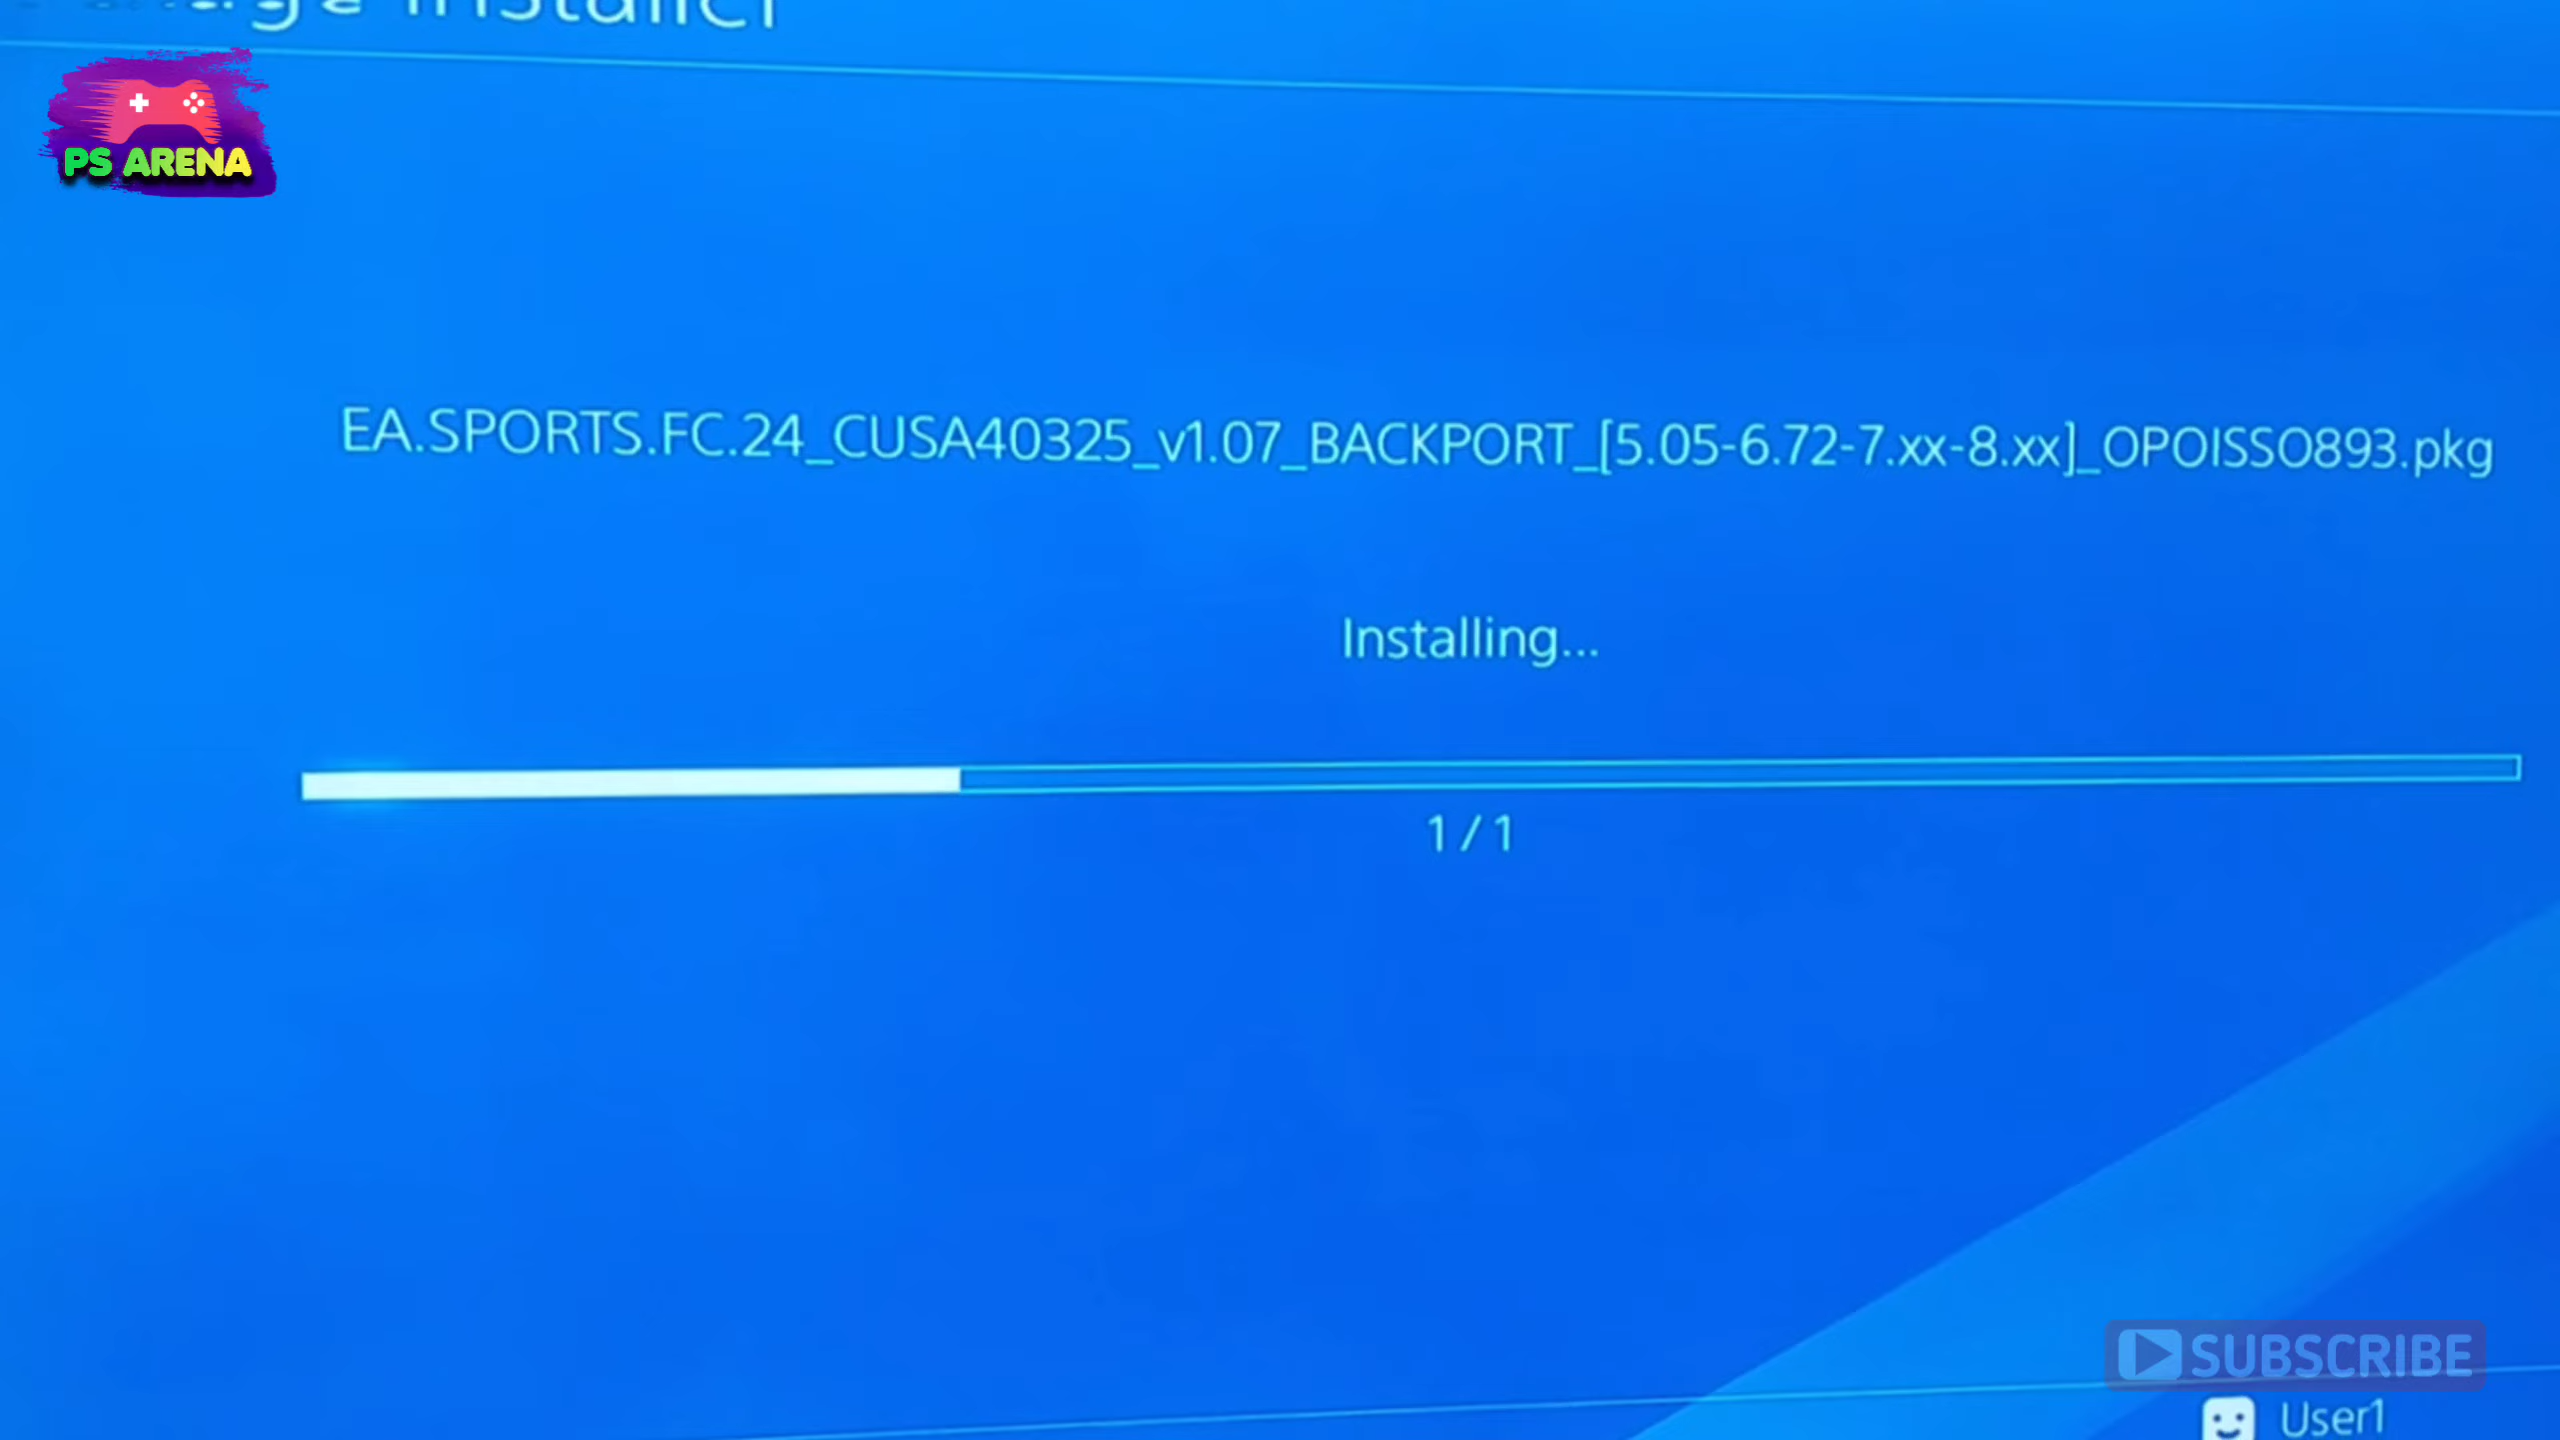 Installer
PS ARENA
EA.SPORTS.FC.24_CUSA40325_v1.07_BACKPORT_[5.05-6.72-7.xx-8.xx]_OPOISSO893.pkg
Installing...
1 / 1
SUBSCRIBE
User1